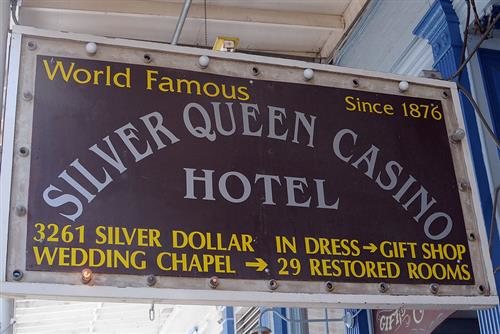 World Famous
Since 1876
SILVER QUEEN CASINO
HOTEL
3261 SILVER DOLLAR IN DRESS → GIFT SHOP
WEDDING CHAPEL → 29 RESTORED ROOMS
GIFTS